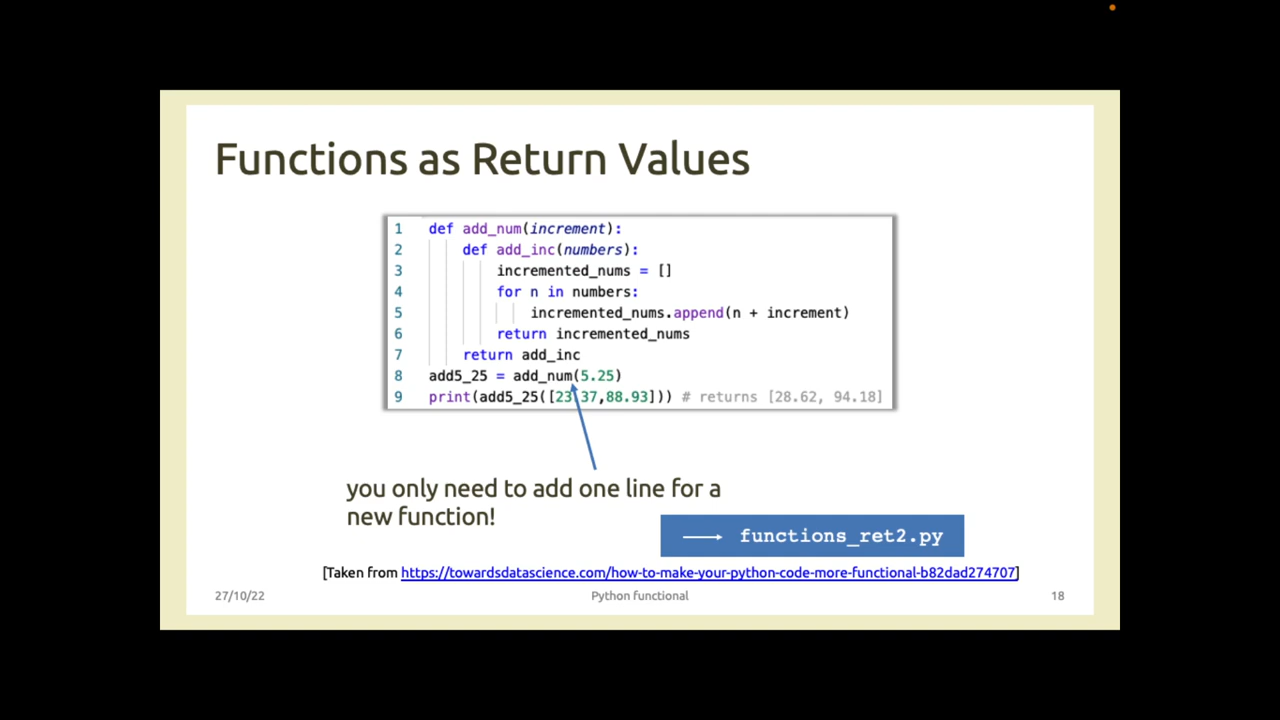 Functions as Return Values
1 def add_num(increment):
2 def add_inc(numbers):
3 incremented_nums = []
4 for n in numbers:
5 incremented_nums.append(n + increment)
6 return incremented_nums
7 return add_inc
8 add5_25 = add_num(5.25)
9 print(add5_25([23.37,88.93])) # returns [28.62, 94.18]
you only need to add one line for a
new function!
functions_ret2.py
[Taken from https://towardsdatascience.com/how-to-make-your-python-code-more-functional-b82dad274707]
27/10/22 Python functional 18